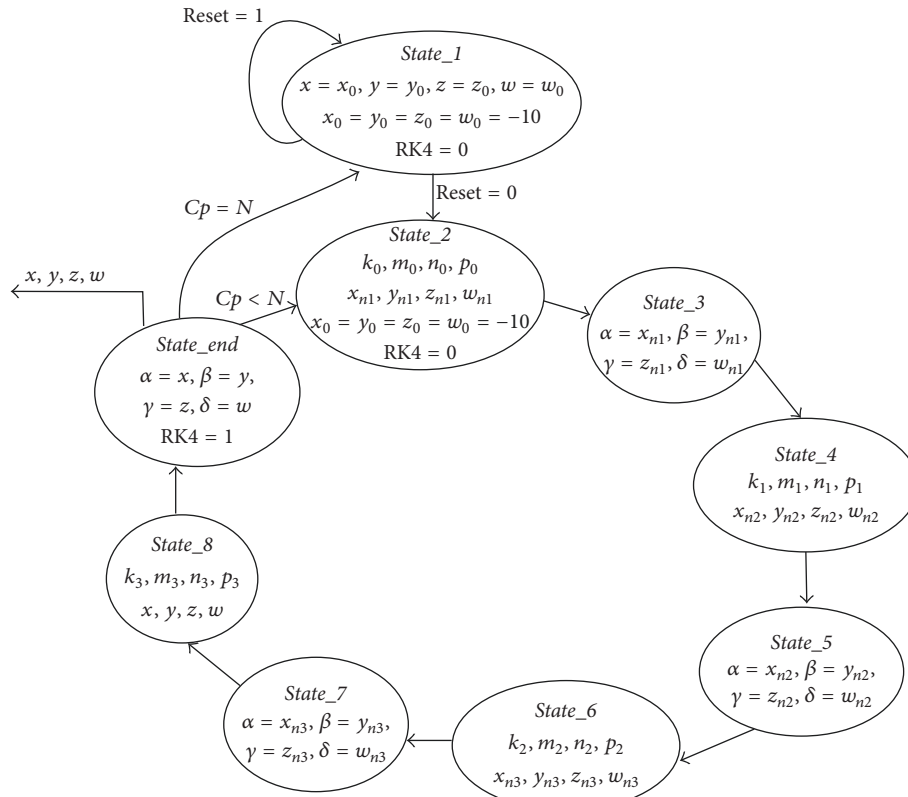 Reset = 1
State_1
x = x₀, y = y₀, z = z₀, w = w₀
x₀ = y₀ = z₀ = w₀ = −10
RK4 = 0
Reset = 0
Cp = N
State_2
k₀, m₀, n₀, p₀
xₙ₁, yₙ₁, zₙ₁, wₙ₁
x₀ = y₀ = z₀ = w₀ = −10
RK4 = 0
x, y, z, w
Cp < N
State_3
α = xₙ₁, β = yₙ₁,
γ = zₙ₁, δ = wₙ₁
State_end
α = x, β = y,
γ = z, δ = w
RK4 = 1
State_4
k₁, m₁, n₁, p₁
xₙ₂, yₙ₂, zₙ₂, wₙ₂
State_8
k₃, m₃, n₃, p₃
x, y, z, w
State_5
α = xₙ₂, β = yₙ₂,
γ = zₙ₂, δ = wₙ₂
State_7
α = xₙ₃, β = yₙ₃,
γ = zₙ₃, δ = wₙ₃
State_6
k₂, m₂, n₂, p₂
xₙ₃, yₙ₃, zₙ₃, wₙ₃